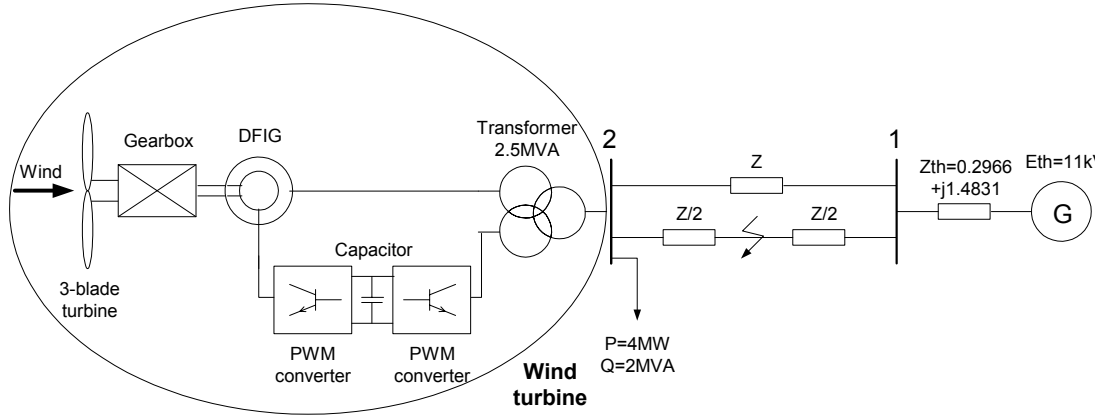 Wind
Gearbox
DFIG
Transformer
2.5MVA
3-blade
turbine
Capacitor
PWM
converter
PWM
converter
Wind
turbine
2
P=4MW
Q=2MVA
Z
Z/2
Z/2
1
Zth=0.2966
+j1.4831
Eth=11kV
G